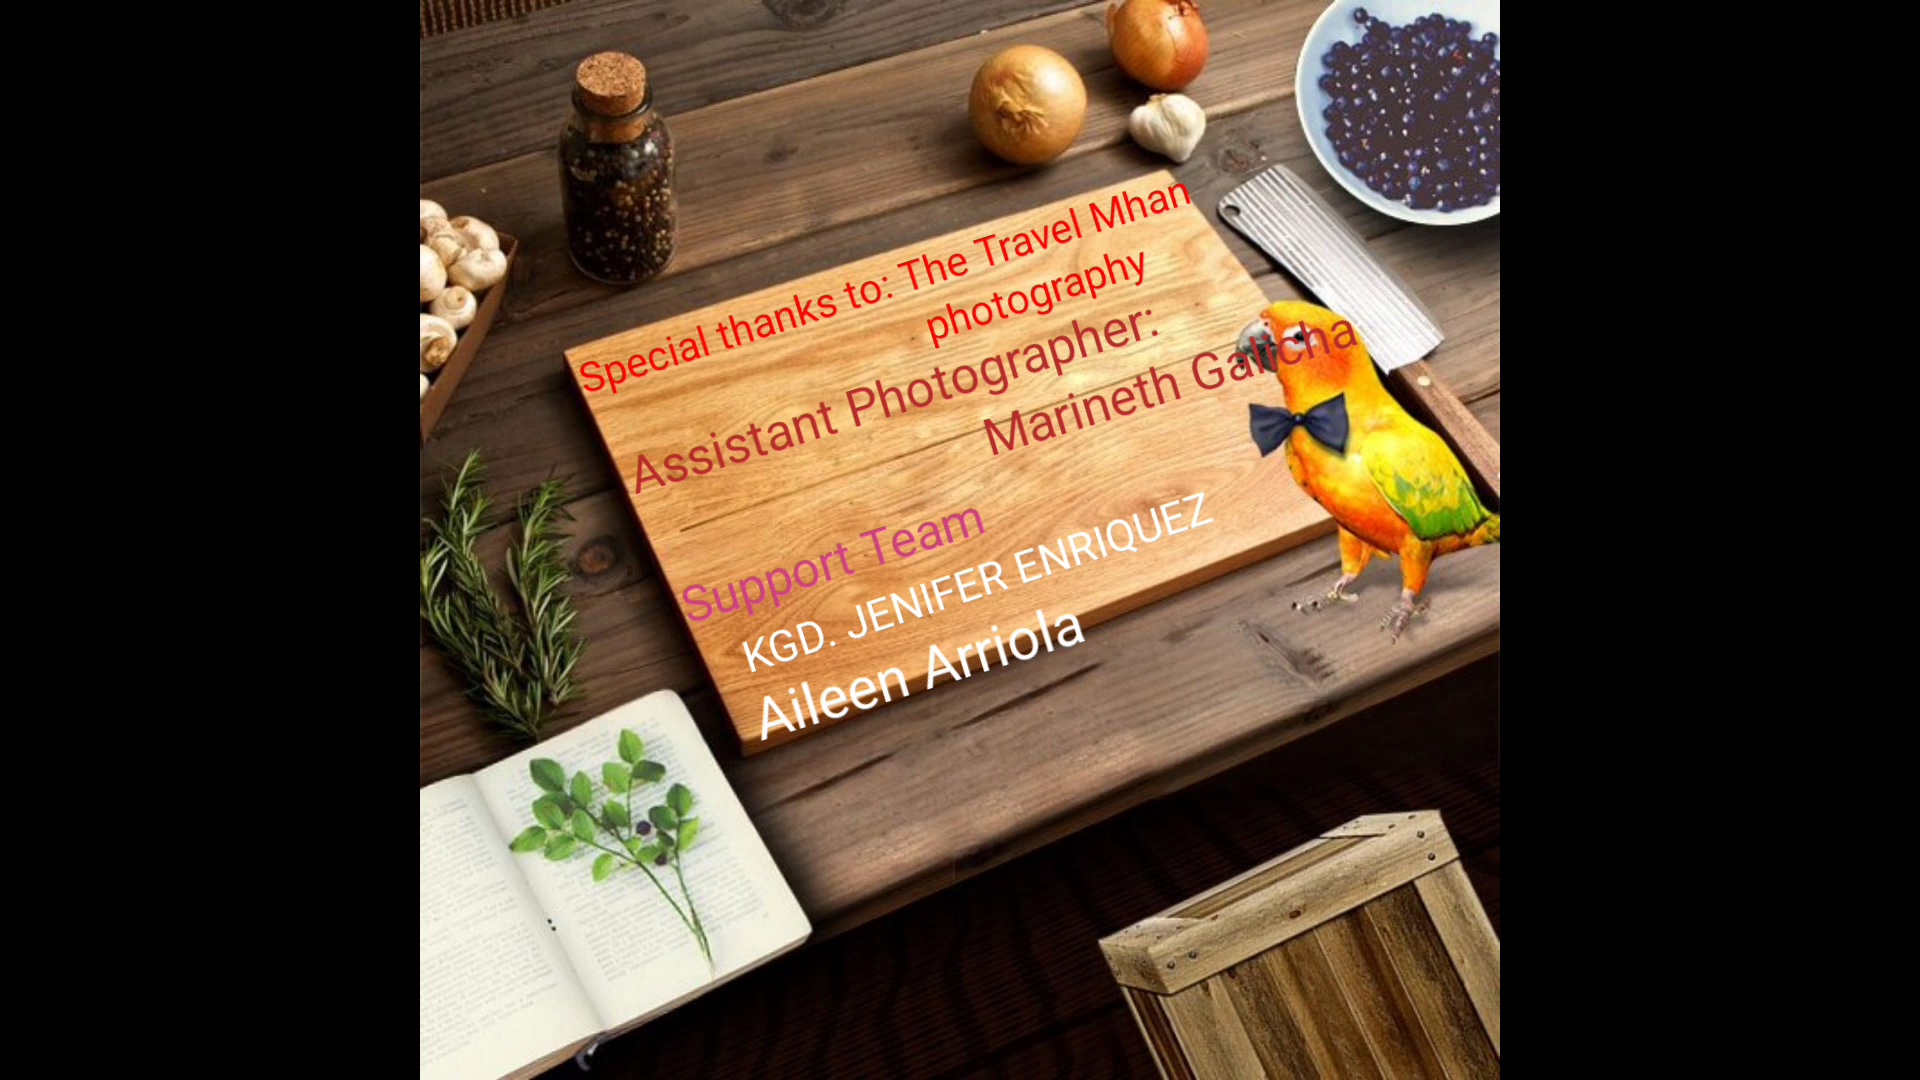 Special thanks to: The Travel Mhan
photography
Assistant Photographer:
Marineth Galicha
Support Team
KGD. JENIFER ENRIQUEZ
Aileen Arriola